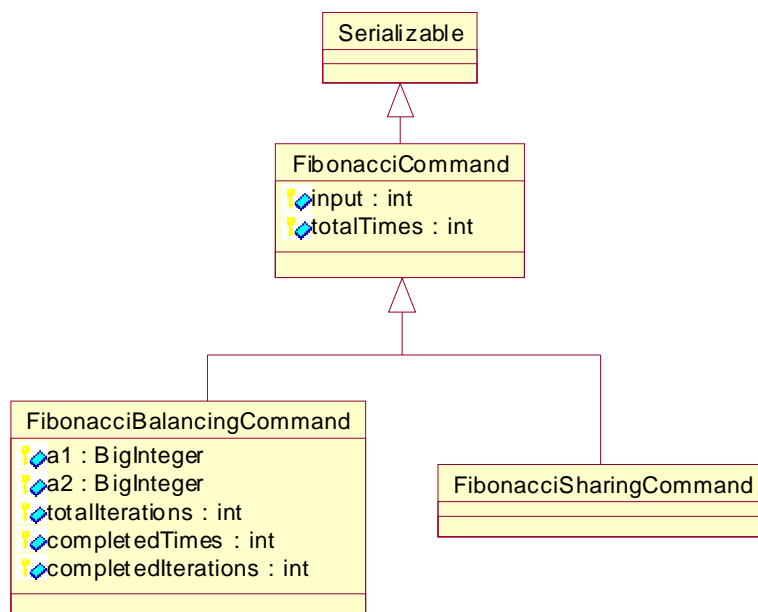 Serializable
FibonacciCommand
input : int
totalTimes : int
FibonacciBalancingCommand
a1 : BigInteger
a2 : BigInteger
totalIterations : int
completedTimes : int
completedIterations : int
FibonacciSharingCommand